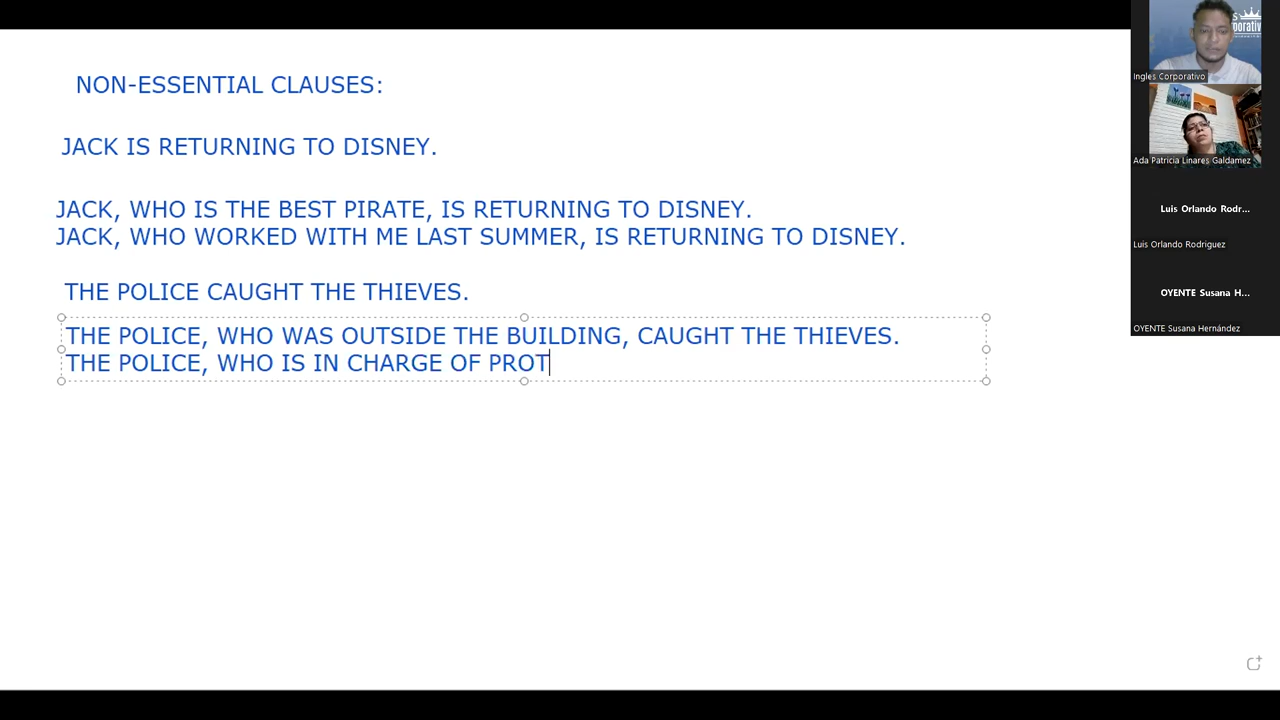 NON-ESSENTIAL CLAUSES:
JACK IS RETURNING TO DISNEY.
JACK, WHO IS THE BEST PIRATE, IS RETURNING TO DISNEY.
JACK, WHO WORKED WITH ME LAST SUMMER, IS RETURNING TO DISNEY.
THE POLICE CAUGHT THE THIEVES.
THE POLICE, WHO WAS OUTSIDE THE BUILDING, CAUGHT THE THIEVES.
THE POLICE, WHO IS IN CHARGE OF PROT
Ingles Corporativo
Ada Patricia Linares Galdamez
Luis Orlando Rodr...
Luis Orlando Rodriguez
OYENTE Susana H...
OYENTE Susana Hernández